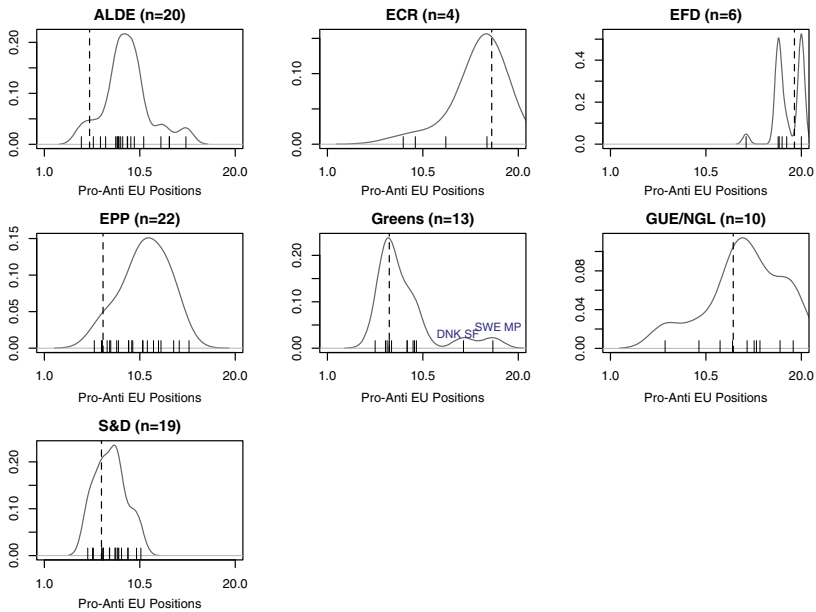 ALDE (n=20)
0.00 0.10 0.20
1.0 10.5 20.0
Pro-Anti EU Positions
ECR (n=4)
0.00 0.10
1.0 10.5 20.0
Pro-Anti EU Positions
EFD (n=6)
0.0 0.2 0.4
1.0 10.5 20.0
Pro-Anti EU Positions
EPP (n=22)
0.00 0.05 0.10 0.15
1.0 10.5 20.0
Pro-Anti EU Positions
Greens (n=13)
0.00 0.10 0.20
DNK SF
SWE MP
1.0 10.5 20.0
Pro-Anti EU Positions
GUE/NGL (n=10)
0.00 0.04 0.08
1.0 10.5 20.0
Pro-Anti EU Positions
S&D (n=19)
0.00 0.10 0.20
1.0 10.5 20.0
Pro-Anti EU Positions